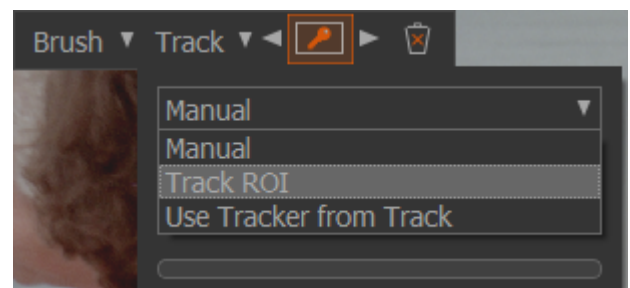 Brush Track
Manual
Manual
Track ROI
Use Tracker from Track